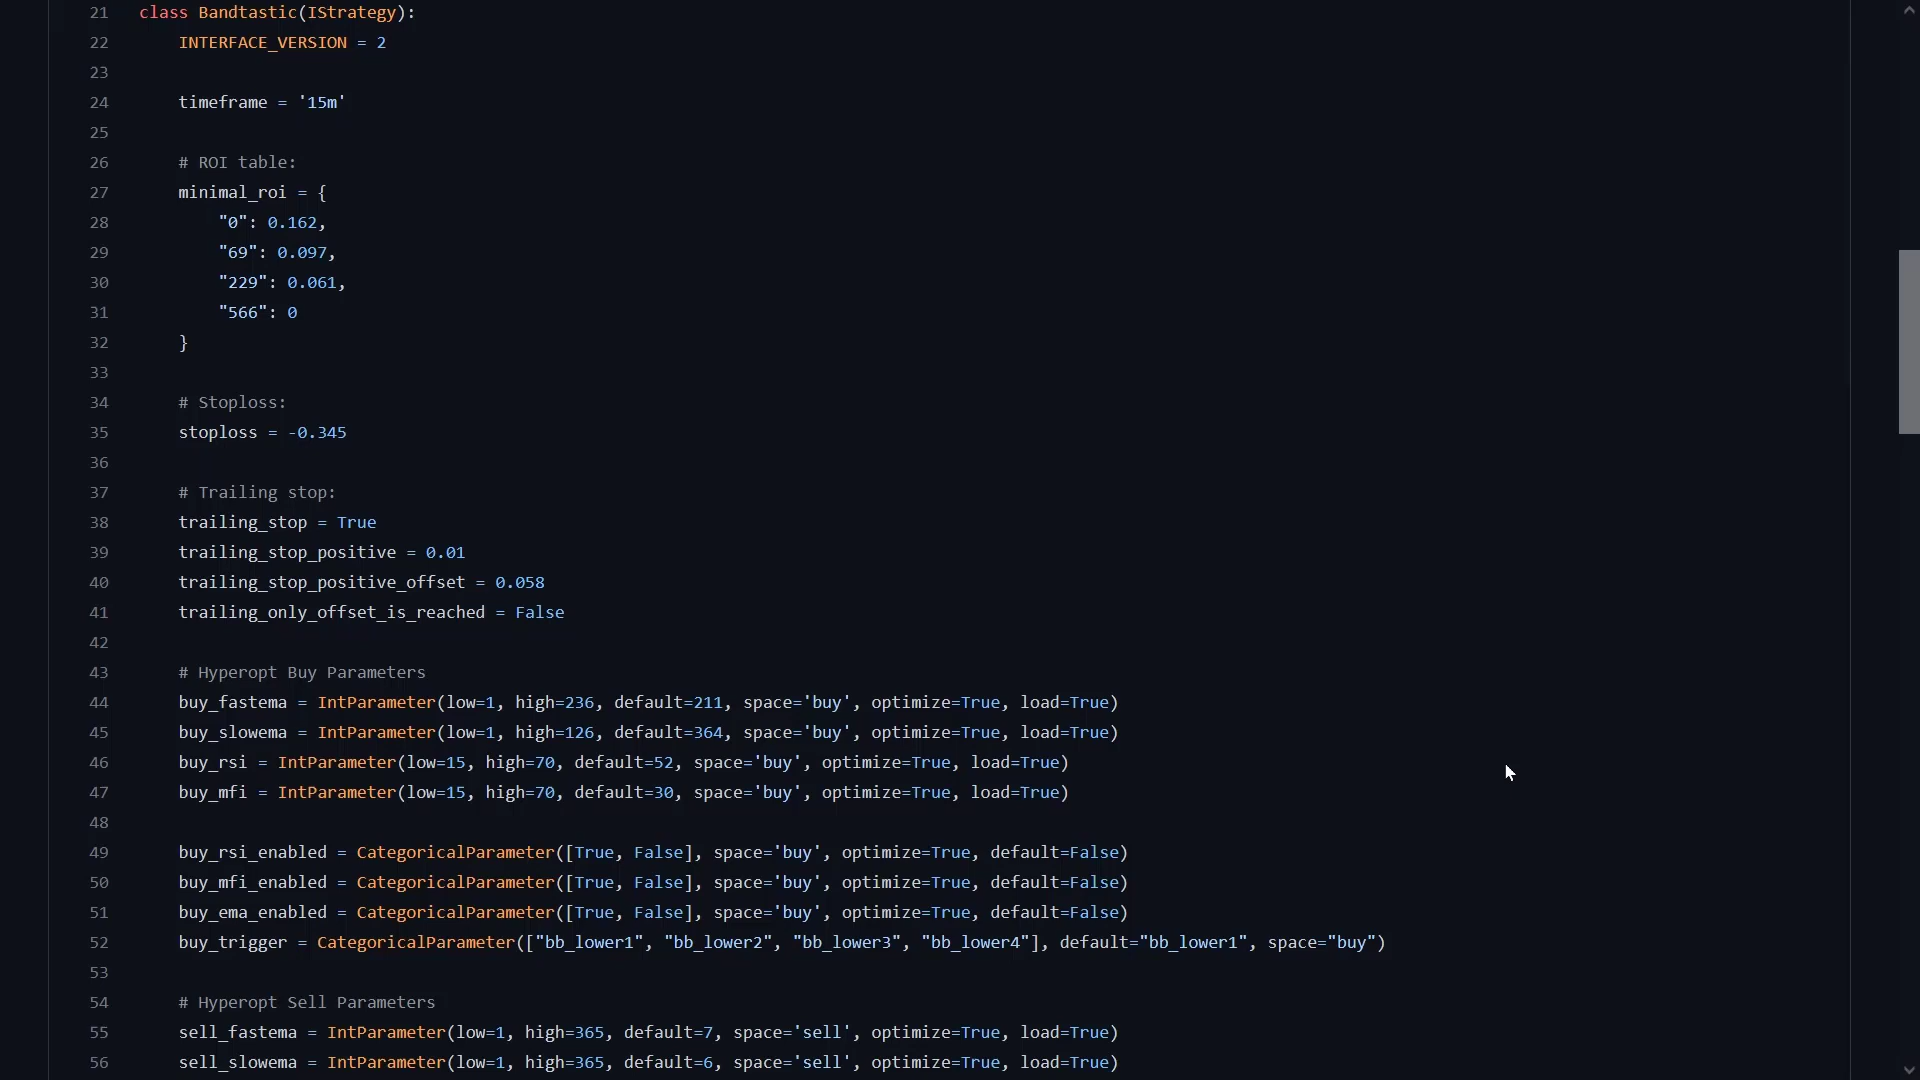 21 class Bandtastic(IStrategy):
22 INTERFACE_VERSION = 2
23
24 timeframe = '15m'
25
26 # ROI table:
27 minimal_roi = {
28 "0": 0.162,
29 "69": 0.097,
30 "229": 0.061,
31 "566": 0
32 }
33
34 # Stoploss:
35 stoploss = -0.345
36
37 # Trailing stop:
38 trailing_stop = True
39 trailing_stop_positive = 0.01
40 trailing_stop_positive_offset = 0.058
41 trailing_only_offset_is_reached = False
42
43 # Hyperopt Buy Parameters
44 buy_fastema = IntParameter(low=1, high=236, default=211, space='buy', optimize=True, load=True)
45 buy_slowema = IntParameter(low=1, high=126, default=364, space='buy', optimize=True, load=True)
46 buy_rsi = IntParameter(low=15, high=70, default=52, space='buy', optimize=True, load=True)
47 buy_mfi = IntParameter(low=15, high=70, default=30, space='buy', optimize=True, load=True)
48
49 buy_rsi_enabled = CategoricalParameter([True, False], space='buy', optimize=True, default=False)
50 buy_mfi_enabled = CategoricalParameter([True, False], space='buy', optimize=True, default=False)
51 buy_ema_enabled = CategoricalParameter([True, False], space='buy', optimize=True, default=False)
52 buy_trigger = CategoricalParameter(["bb_lower1", "bb_lower2", "bb_lower3", "bb_lower4"], default="bb_lower1", space="buy")
53
54 # Hyperopt Sell Parameters
55 sell_fastema = IntParameter(low=1, high=365, default=7, space='sell', optimize=True, load=True)
56 sell_slowema = IntParameter(low=1, high=365, default=6, space='sell', optimize=True, load=True)